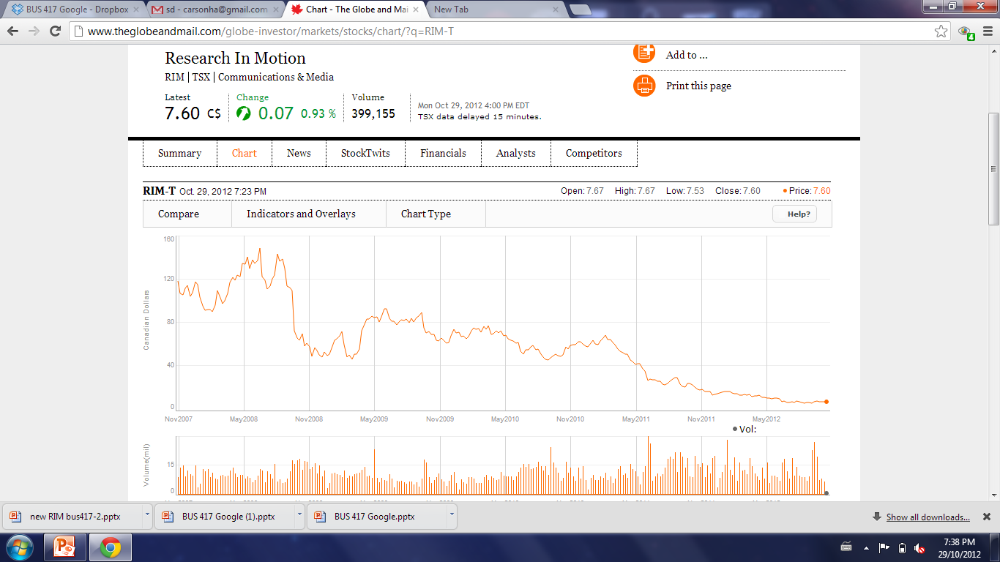 BUS 417 Google - Dropbox
sd - carsonha@gmail.com
Chart - The Globe and Mai
New Tab
www.theglobeandmail.com/globe-investor/markets/stocks/chart/?q=RIM-T
4
Research In Motion
RIM | TSX | Communications & Media
Add to ...
Print this page
Latest Change Volume
7.60 C$ 0.07 0.93 % 399,155
Mon Oct 29, 2012 4:00 PM EDT
TSX data delayed 15 minutes.
Summary Chart News StockTwits Financials Analysts Competitors
RIM-T Oct. 29, 2012 7:23 PM Open: 7.67 High: 7.67 Low: 7.53 Close: 7.60 Price: 7.60
Compare Indicators and Overlays Chart Type Help?
Canadian Dollars
160
120
80
40
0
Nov2007 May2008 Nov2008 May2009 Nov2009 May2010 Nov2010 May2011 Nov2011 May2012
Vol:
Volume(mil)
15
0
new RIM bus417-2.pptx BUS 417 Google (1).pptx BUS 417 Google.pptx Show all downloads...
7:38 PM
29/10/2012